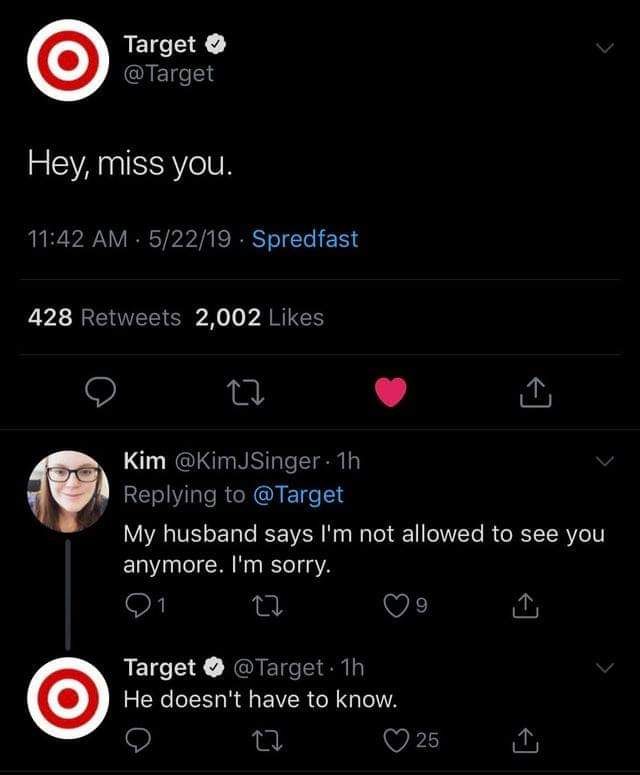 Target
@Target
Hey, miss you.
11:42 AM · 5/22/19 · Spredfast
428 Retweets 2,002 Likes
Kim @KimJSinger · 1h
Replying to @Target
My husband says I'm not allowed to see you
anymore. I'm sorry.
1 9
Target @Target · 1h
He doesn't have to know.
25